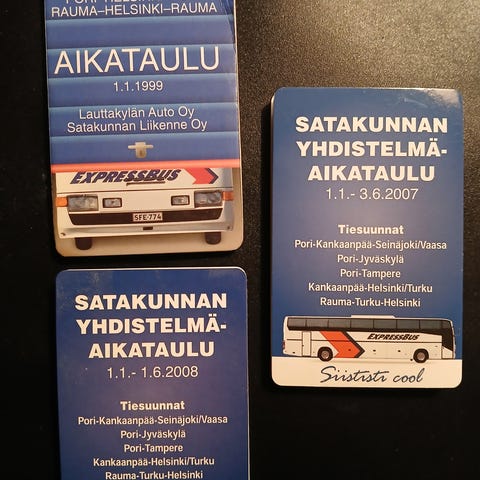 PORI-HELSINKI-
RAUMA–HELSINKI–RAUMA
AIKATAULU
1.1.1999
Lauttakylän Auto Oy
Satakunnan Liikenne Oy
EXPRESSBUS
SFE-774
SATAKUNNAN
YHDISTELMÄ-
AIKATAULU
1.1.- 3.6.2007
Tiesuunnat
Pori-Kankaanpää-Seinäjoki/Vaasa
Pori-Jyväskylä
Pori-Tampere
Kankaanpää-Helsinki/Turku
Rauma-Turku-Helsinki
EXPRESSBUS
Siististi cool
SATAKUNNAN
YHDISTELMÄ-
AIKATAULU
1.1.- 1.6.2008
Tiesuunnat
Pori-Kankaanpää-Seinäjoki/Vaasa
Pori-Jyväskylä
Pori-Tampere
Kankaanpää-Helsinki/Turku
Rauma-Turku-Helsinki